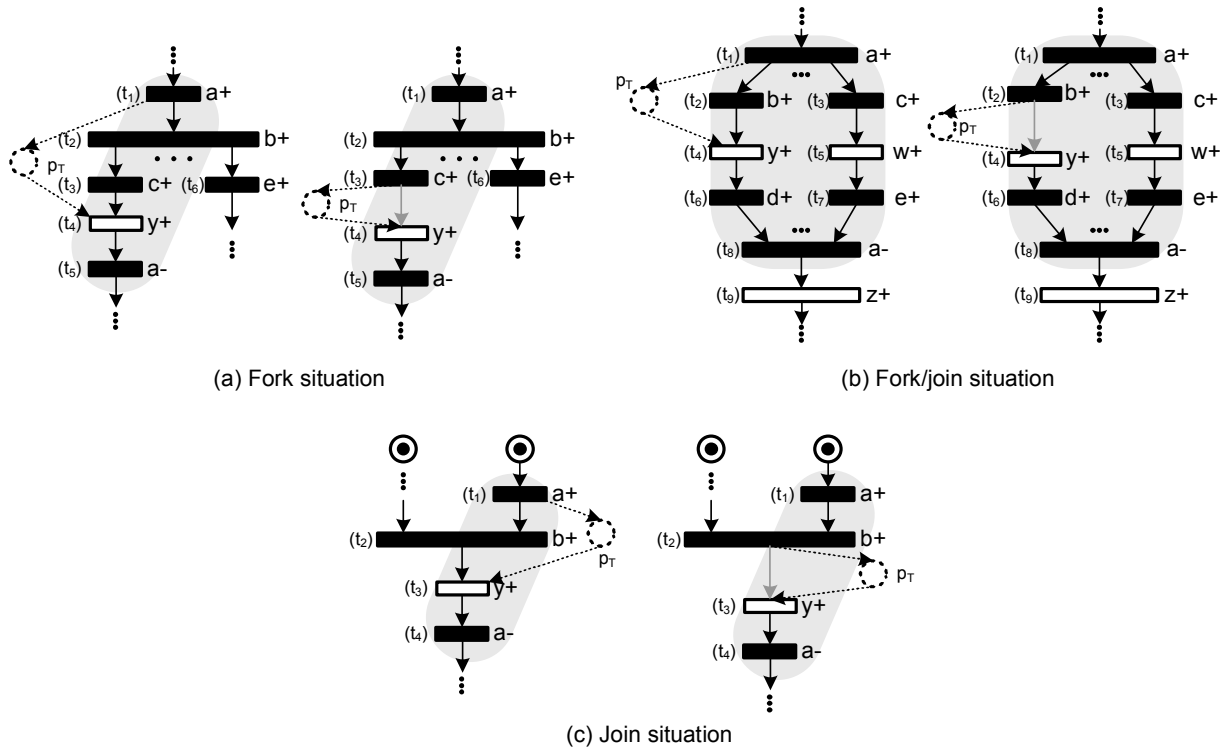 (t1) a+
(t2) b+
pT
(t3) c+ (t6) e+
(t4) y+
(t5) a-
(t1) a+
(t2) b+
(t3) c+ (t6) e+
pT
(t4) y+
(t5) a-
(a) Fork situation
(t1) a+
pT
(t2) b+ (t3) c+
(t4) y+ (t5) w+
(t6) d+ (t7) e+
(t8) a-
(t9) z+
(t1) a+
(t2) b+ (t3) c+
pT
(t4) y+ (t5) w+
(t6) d+ (t7) e+
(t8) a-
(t9) z+
(b) Fork/join situation
(t1) a+
(t2) b+
pT
(t3) y+
(t4) a-
(t1) a+
(t2) b+
pT
(t3) y+
(t4) a-
(c) Join situation